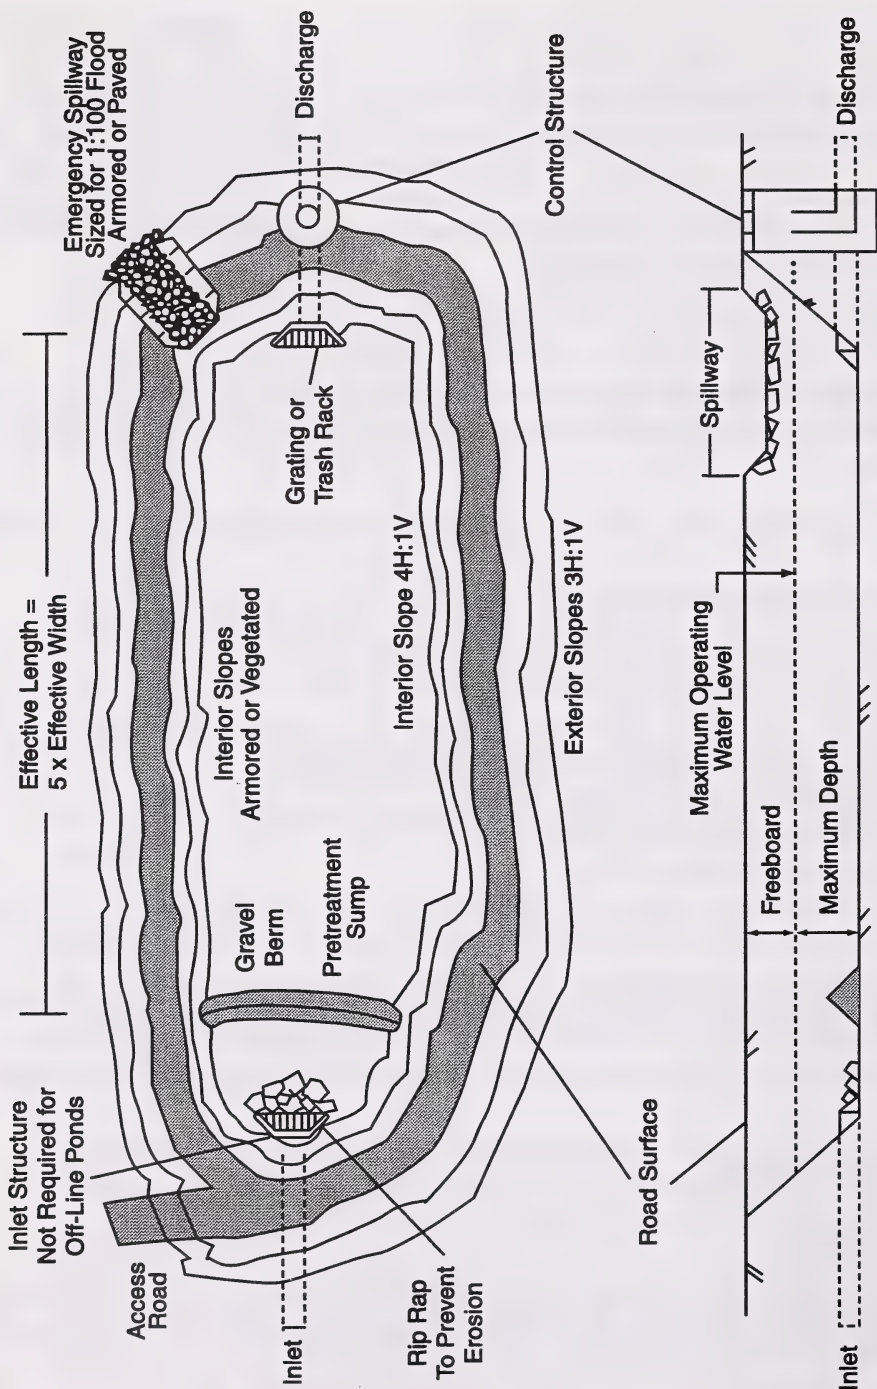 Inlet Structure
Not Required for
Off-Line Ponds
Effective Length =
5 x Effective Width
Emergency Spillway
Sized for 1:100 Flood
Armored or Paved
Access
Road
Gravel
Berm
Pretreatment
Sump
Interior Slopes
Armored or Vegetated
Interior Slope 4H:1V
Grating or
Trash Rack
Discharge
Inlet
Rip Rap
To Prevent
Erosion
Exterior Slopes 3H:1V
Control Structure
Road Surface
Maximum Operating
Water Level
Spillway
Freeboard
Maximum Depth
Inlet
Discharge